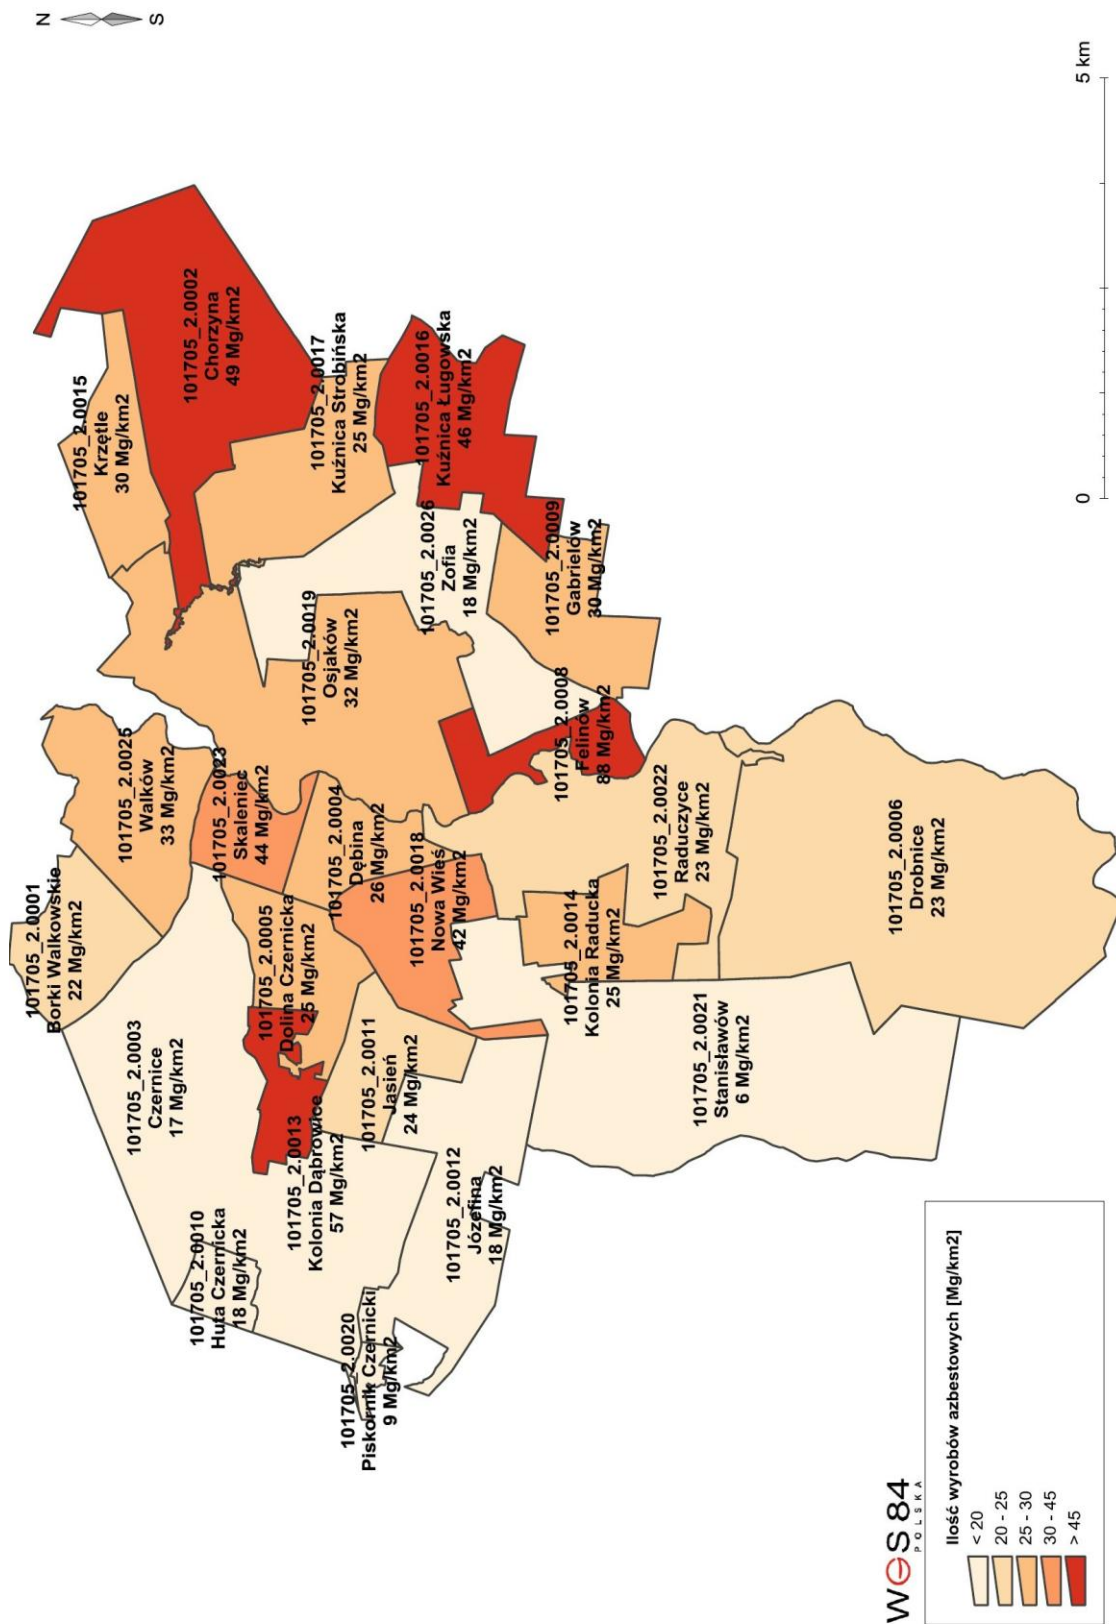 N
S
101705_2.0001
Borki Walkowskie
22 Mg/km2
101705_2.0015
Krzętle
30 Mg/km2
101705_2.0025
Walków
33 Mg/km2
101705_2.0003
Czernice
17 Mg/km2
101705_2.0002
Chorzyna
49 Mg/km2
101705_2.0010
Huta Czernicka
18 Mg/km2
101705_2.0023
Skaleniec
44 Mg/km2
101705_2.0005
Dolina Czernicka
25 Mg/km2
101705_2.0013
Kolonia Dąbrowice
57 Mg/km2
101705_2.0019
Osjaków
32 Mg/km2
101705_2.0017
Kuźnica Strobińska
25 Mg/km2
101705_2.0004
Dębina
26 Mg/km2
101705_2.0020
Piskornik Czernicki
9 Mg/km2
101705_2.0011
Jasień
24 Mg/km2
101705_2.0018
Nowa Wieś
42 Mg/km2
101705_2.0026
Zofia
18 Mg/km2
101705_2.0016
Kuźnica Ługowska
46 Mg/km2
101705_2.0012
Józefina
18 Mg/km2
101705_2.0009
Gabrielów
30 Mg/km2
101705_2.0008
Felinów
88 Mg/km2
101705_2.0014
Kolonia Raducka
25 Mg/km2
101705_2.0022
Raduczyce
23 Mg/km2
101705_2.0021
Stanisławów
6 Mg/km2
101705_2.0006
Drobnice
23 Mg/km2
WGS 84
POLSKA
Ilość wyrobów azbestowych [Mg/km2]
< 20
20 - 25
25 - 30
30 - 45
> 45
0
5 km